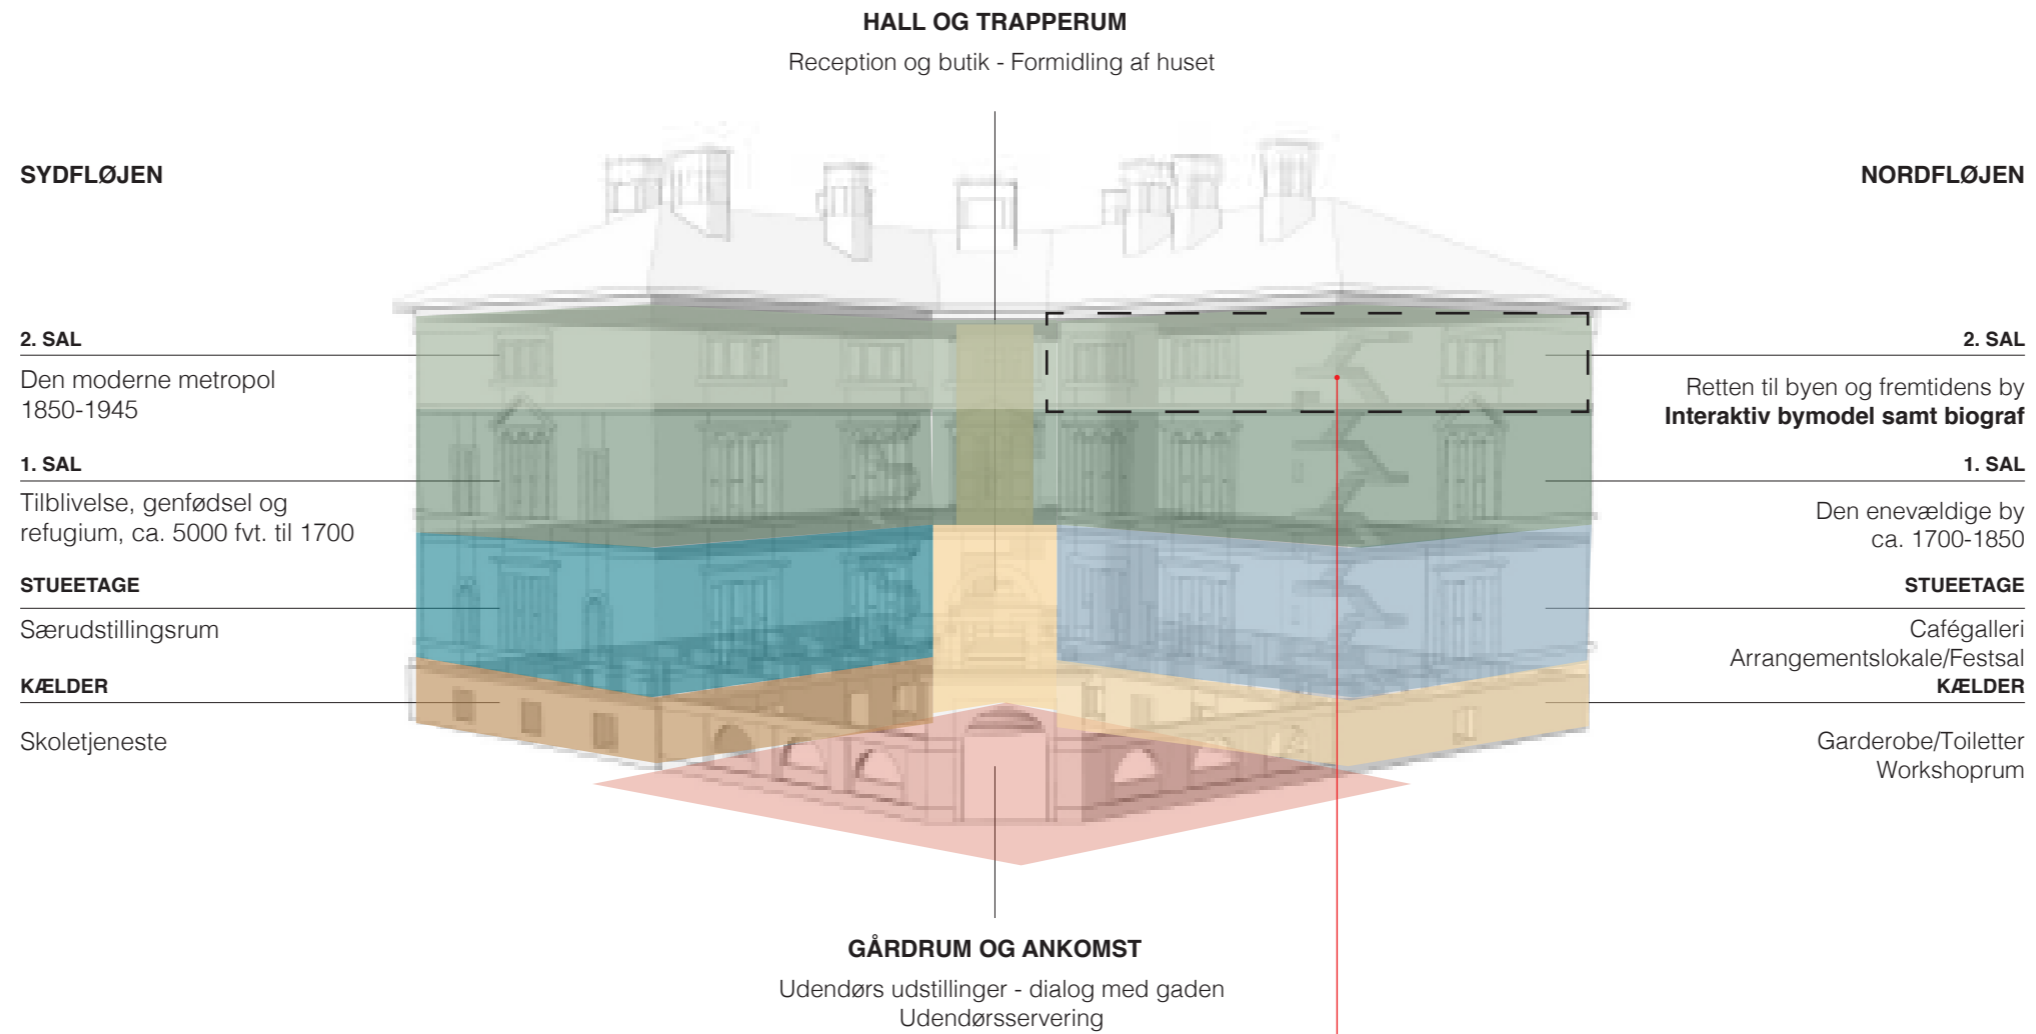 HALL OG TRAPPERUM
Reception og butik - Formidling af huset
SYDFLØJEN
2. SAL
Den moderne metropol
1850-1945
1. SAL
Tilblivelse, genfødsel og
refugium, ca. 5000 fvt. til 1700
STUEETAGE
Særudstillingsrum
KÆLDER
Skoletjeneste
NORDFLØJEN
2. SAL
Retten til byen og fremtidens by
Interaktiv bymodel samt biograf
1. SAL
Den enevældige by
ca. 1700-1850
STUEETAGE
Cafégalleri
Arrangementslokale/Festsal
KÆLDER
Garderobe/Toiletter
Workshoprum
GÅRDRUM OG ANKOMST
Udendørs udstillinger - dialog med gaden
Udendørsservering